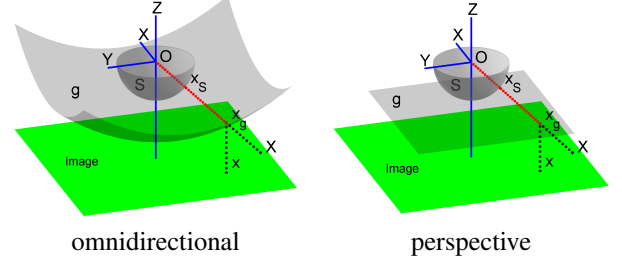 Z
X
Y
O
S
x_S
g
x_g
X
x
Image
omnidirectional
Z
X
Y
O
S
x_S
g
x_g
X
x
Image
perspective